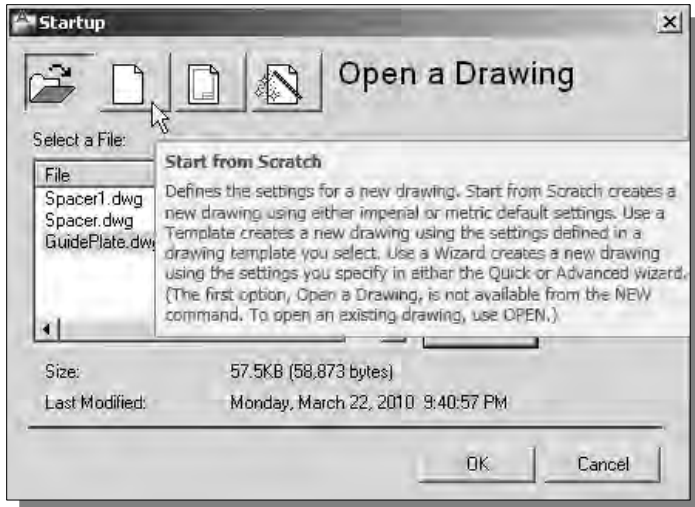 Startup
Open a Drawing
Select a File:
File
Spacer1.dwg
Spacer.dwg
GuidePlate.dw
Start from Scratch
Defines the settings for a new drawing. Start from Scratch creates a
new drawing using either imperial or metric default settings. Use a
Template creates a new drawing using the settings defined in a
drawing template you select. Use a Wizard creates a new drawing
using the settings you specify in either the Quick or Advanced wizard.
(The first option, Open a Drawing, is not available from the NEW
command. To open an existing drawing, use OPEN.)
Size: 57.5KB (58,873 bytes)
Last Modified: Monday, March 22, 2010 9:40:57 PM
OK Cancel